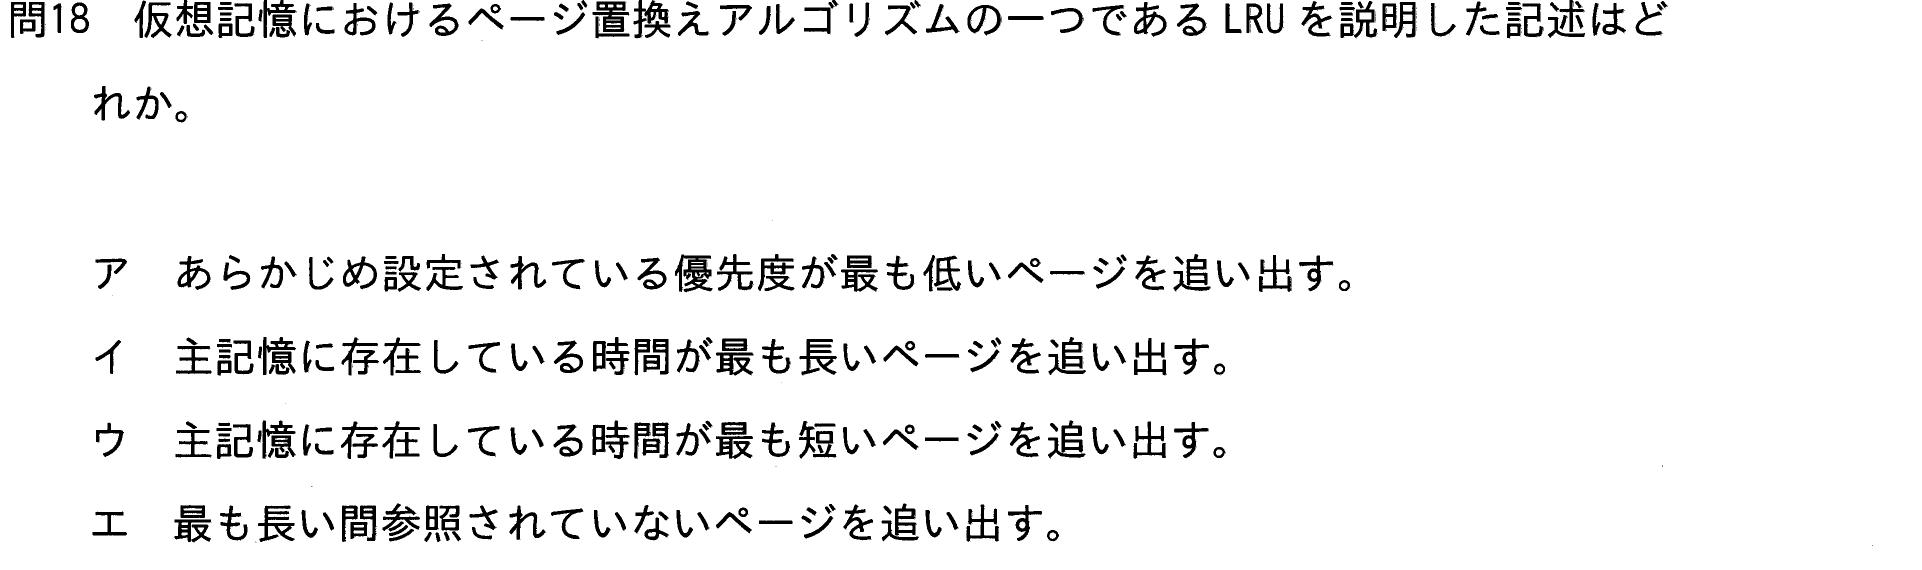 問18 仮想記憶におけるページ置換えアルゴリズムの一つである LRU を説明した記述はど
れか。
ア あらかじめ設定されている優先度が最も低いページを追い出す。
イ 主記憶に存在している時間が最も長いページを追い出す。
ウ 主記憶に存在している時間が最も短いページを追い出す。
エ 最も長い間参照されていないページを追い出す。